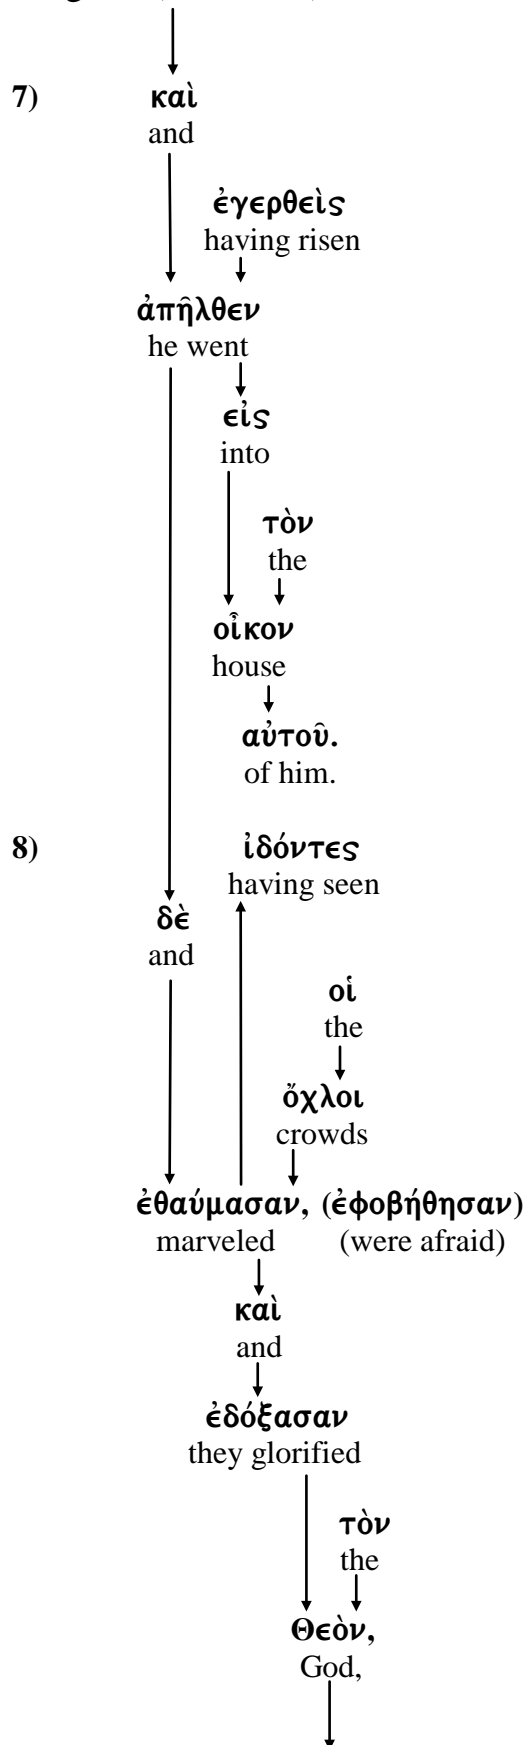 7) καὶ
and
ἐγερθεὶς
having risen
ἀπῆλθεν
he went
εἰς
into
τὸν
the
οἶκον
house
αὐτοῦ.
of him.
8) ἰδόντες
having seen
δὲ
and
οἱ
the
ὄχλοι
crowds
ἐθαύμασαν, (ἐφοβήθησαν)
marveled (were afraid)
καὶ
and
ἐδόξασαν
they glorified
τὸν
the
Θεὸν,
God,